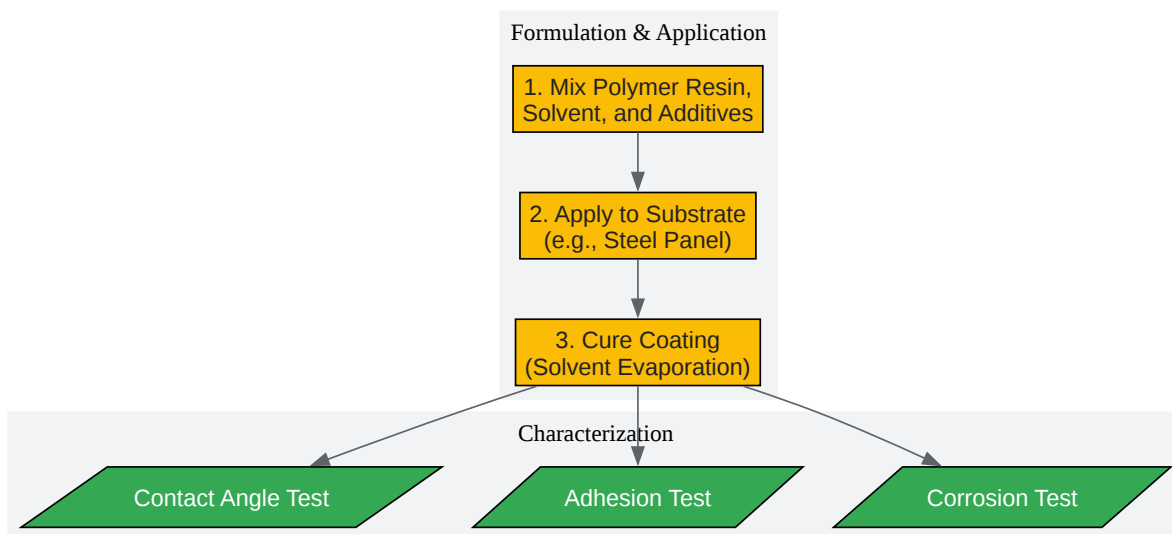 Formulation & Application
1. Mix Polymer Resin,
Solvent, and Additives
2. Apply to Substrate
(e.g., Steel Panel)
3. Cure Coating
(Solvent Evaporation)
Characterization
Contact Angle Test
Adhesion Test
Corrosion Test